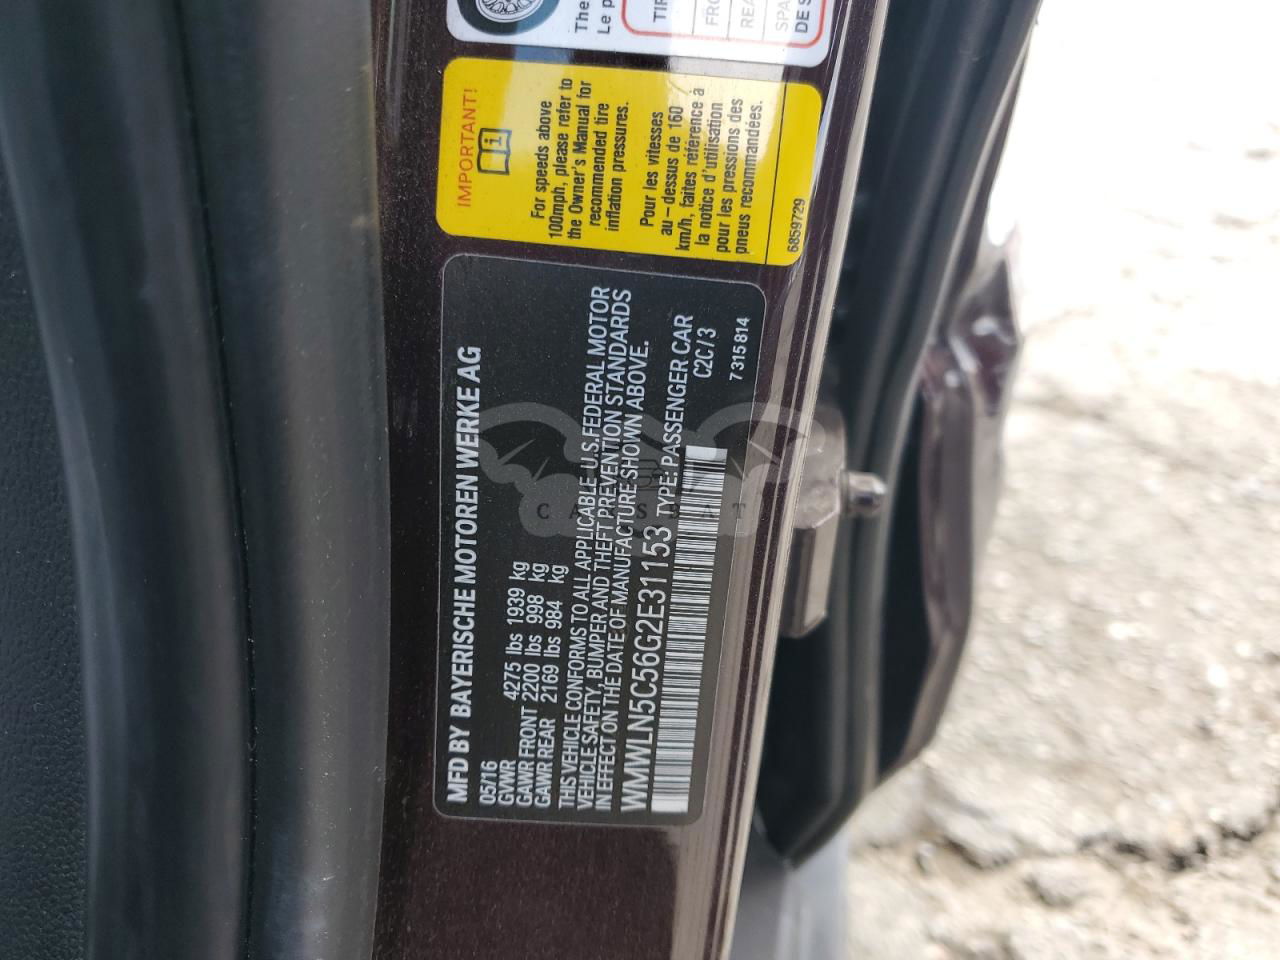 The
Le p
TIR
FRO
REA
SPA
DE S
IMPORTANT!
For speeds above
100mph, please refer to
the Owner's Manual for
recommended tire
inflation pressures.
Pour les vitesses
au - dessus de 160
km/h, faites référence à
la notice d'utilisation
pour les pressions des
pneus recommandées.
6859729
MFD BY BAYERISCHE MOTOREN WERKE AG
05/16
GVWR 4275 lbs 1939 kg
GAWR FRONT 2200 lbs 998 kg
GAWR REAR 2169 lbs 984 kg
THIS VEHICLE CONFORMS TO ALL APPLICABLE U.S.FEDERAL MOTOR
VEHICLE SAFETY, BUMPER AND THEFT PREVENTION STANDARDS
IN EFFECT ON THE DATE OF MANUFACTURE SHOWN ABOVE.
WMWLN5C56G2E31153 TYPE: PASSENGER CAR
C2C/3
7 315 814